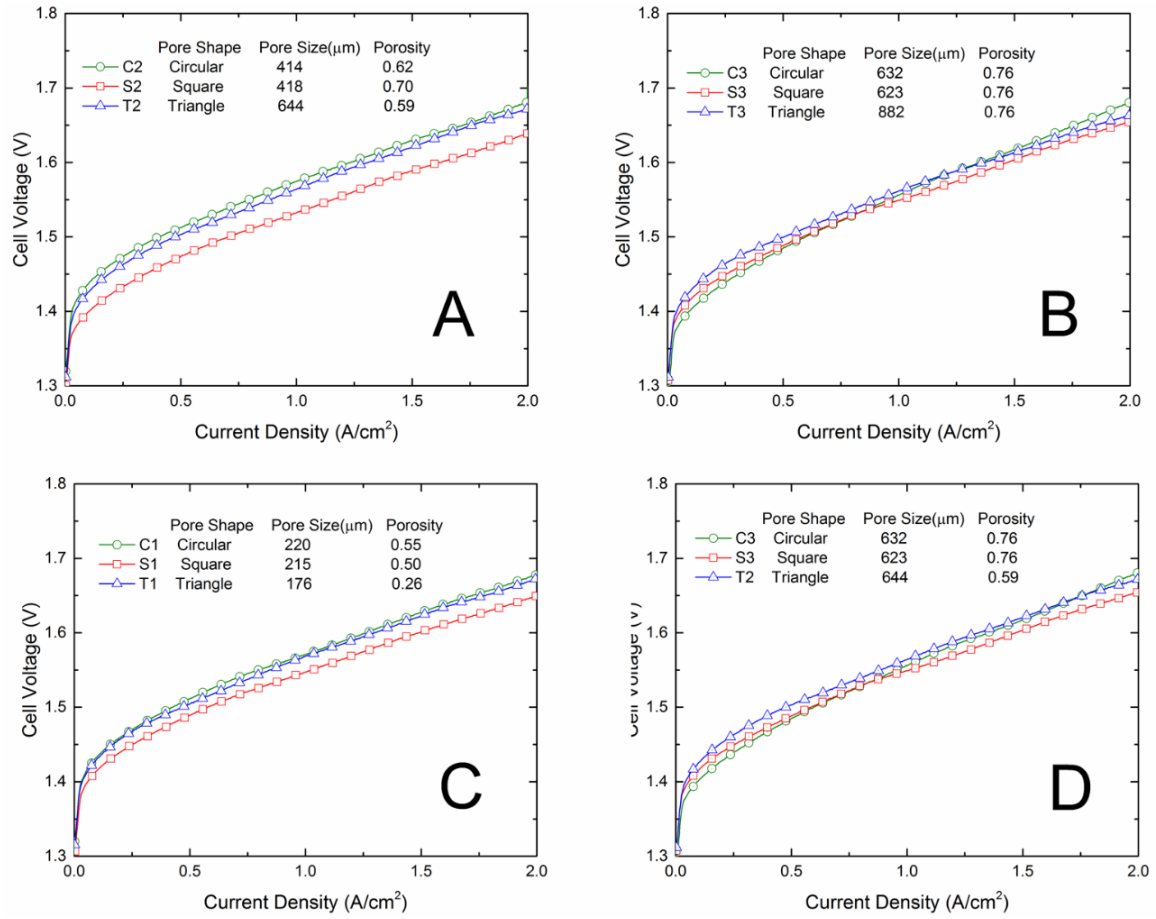 1.8
1.7
1.6
1.5
1.4
1.3
Cell Voltage (V)
Pore Shape Pore Size(μm) Porosity
C2 Circular 414 0.62
S2 Square 418 0.70
T2 Triangle 644 0.59
A
0.0 0.5 1.0 1.5 2.0
Current Density (A/cm²)
1.8
1.7
1.6
1.5
1.4
1.3
Cell Voltage (V)
Pore Shape Pore Size(μm) Porosity
C3 Circular 632 0.76
S3 Square 623 0.76
T3 Triangle 882 0.76
B
0.0 0.5 1.0 1.5 2.0
Current Density (A/cm²)
1.8
1.7
1.6
1.5
1.4
1.3
Cell Voltage (V)
Pore Shape Pore Size(μm) Porosity
C1 Circular 220 0.55
S1 Square 215 0.50
T1 Triangle 176 0.26
C
0.0 0.5 1.0 1.5 2.0
Current Density (A/cm²)
1.8
1.7
1.6
1.5
1.4
1.3
Cell Voltage (V)
Pore Shape Pore Size(μm) Porosity
C3 Circular 632 0.76
S3 Square 623 0.76
T2 Triangle 644 0.59
D
0.0 0.5 1.0 1.5 2.0
Current Density (A/cm²)